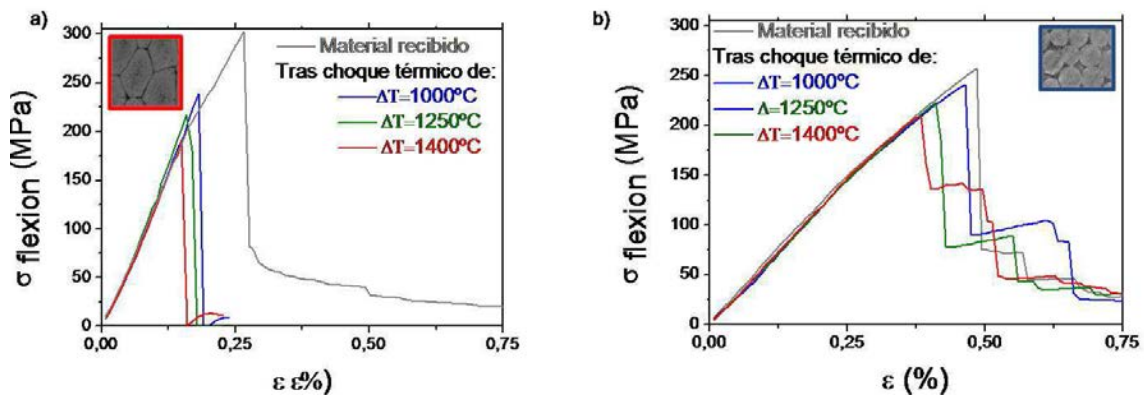 a)
300
250
200
150
100
50
0
σ flexion (MPa)
Material recibido
Tras choque térmico de:
ΔT=1000ºC
ΔT=1250ºC
ΔT=1400ºC
0,00
0,25
0,50
0,75
ε ε%)
b)
300
250
200
150
100
50
0
σ flexion (MPa)
Material recibido
Tras choque térmico de:
ΔT=1000ºC
Λ=1250ºC
ΔT=1400ºC
0,00
0,25
0,50
0,75
ε (%)